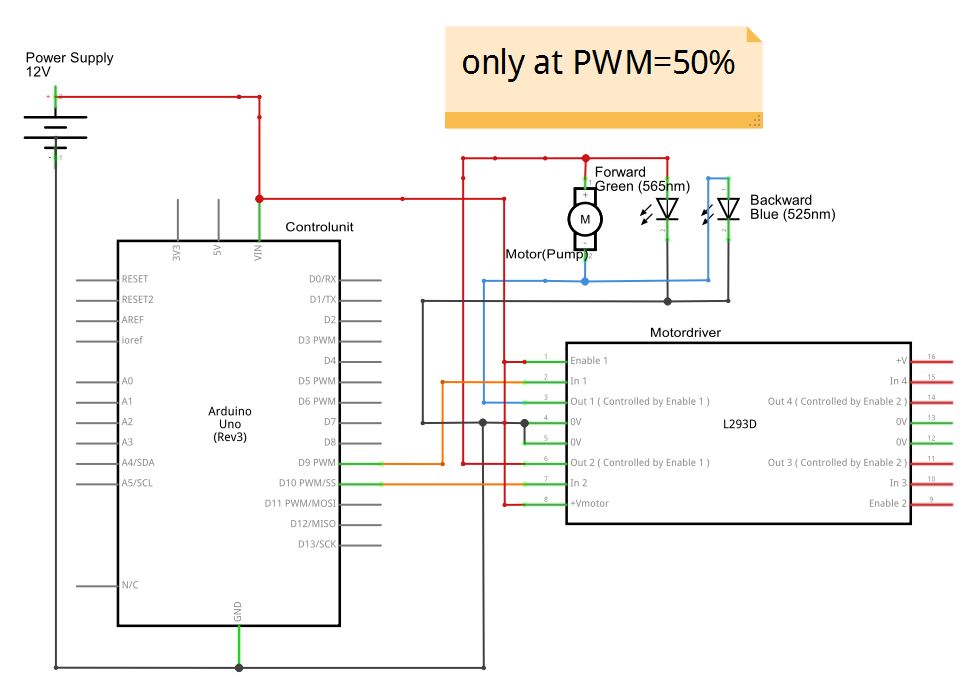 only at PWM=50%
Power Supply
12V
+
-
Forward
Green (565nm)
Backward
Blue (525nm)
+
M
-
Motor(Pump)
1
2
2
1
2
Controlunit
3V3
5V
VIN
RESET
RESET2
AREF
ioref
A0
A1
A2
A3
A4/SDA
A5/SCL
N/C
Arduino
Uno
(Rev3)
D0/RX
D1/TX
D2
D3 PWM
D4
D5 PWM
D6 PWM
D7
D8
D9 PWM
D10 PWM/SS
D11 PWM/MOSI
D12/MISO
D13/SCK
GND
Motordriver
1 Enable 1
2 In 1
3 Out 1 ( Controlled by Enable 1 )
4 0V
5 0V
6 Out 2 ( Controlled by Enable 1 )
7 In 2
8 +Vmotor
L293D
+V 16
In 4 15
Out 4 ( Controlled by Enable 2 ) 14
0V 13
0V 12
Out 3 ( Controlled by Enable 2 ) 11
In 3 10
Enable 2 9